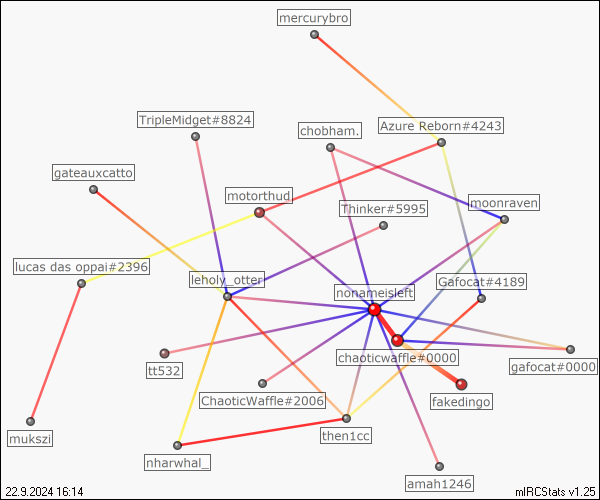 mercurybro
TripleMidget#8824
chobham.
Azure Reborn#4243
gateauxcatto
motorthud
Thinker#5995
moonraven
lucas das oppai#2396
leholy_otter
nonameisleft
Gafocat#4189
chaoticwaffle#0000
gafocat#0000
tt532
ChaoticWaffle#2006
fakedingo
mukszi
then1cc
nharwhal_
amah1246
22.9.2024 16:14
mIRCStats v1.25